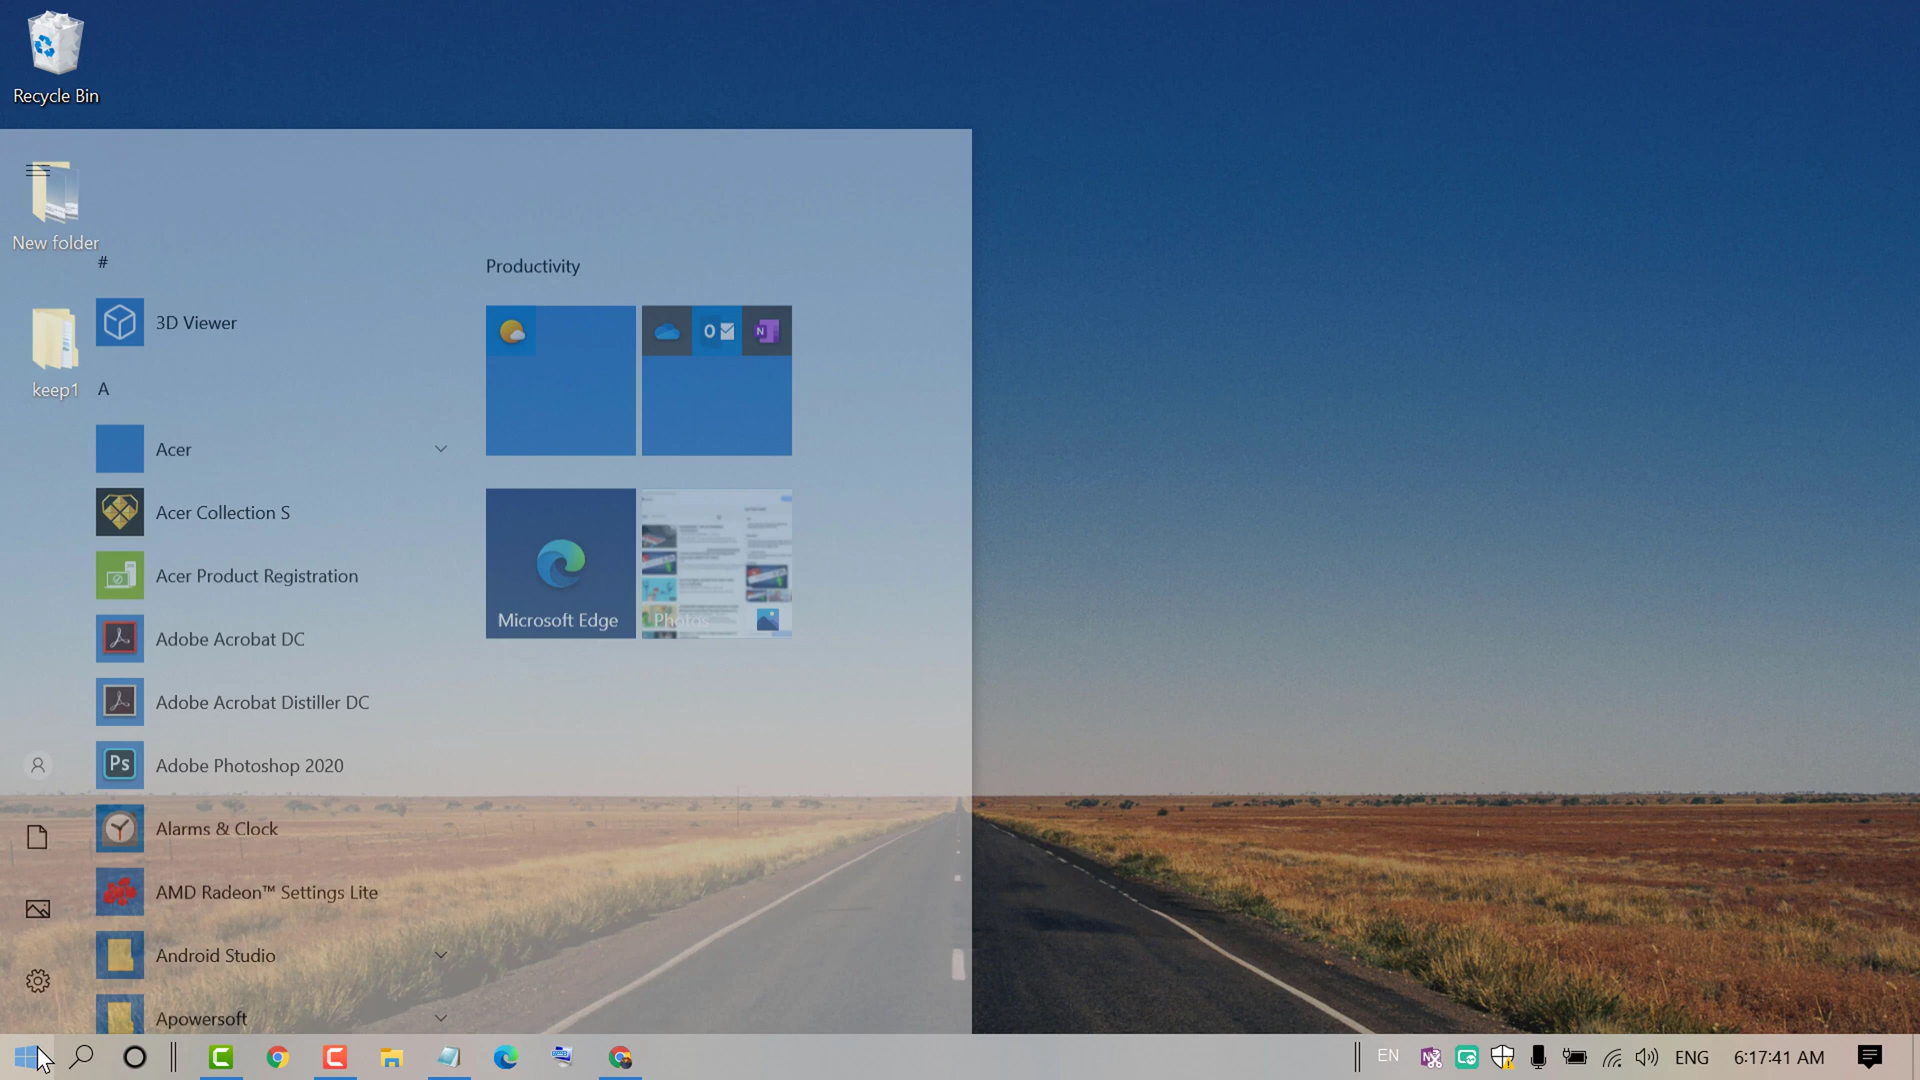 Recycle Bin
New folder
#
Productivity
3D Viewer
keep1
A
Acer
Acer Collection S
Acer Product Registration
Microsoft Edge
Photos
Adobe Acrobat DC
Adobe Acrobat Distiller DC
Ps
Adobe Photoshop 2020
Alarms & Clock
AMD Radeon™ Settings Lite
Android Studio
Apowersoft
EN
ENG
6:17:41 AM